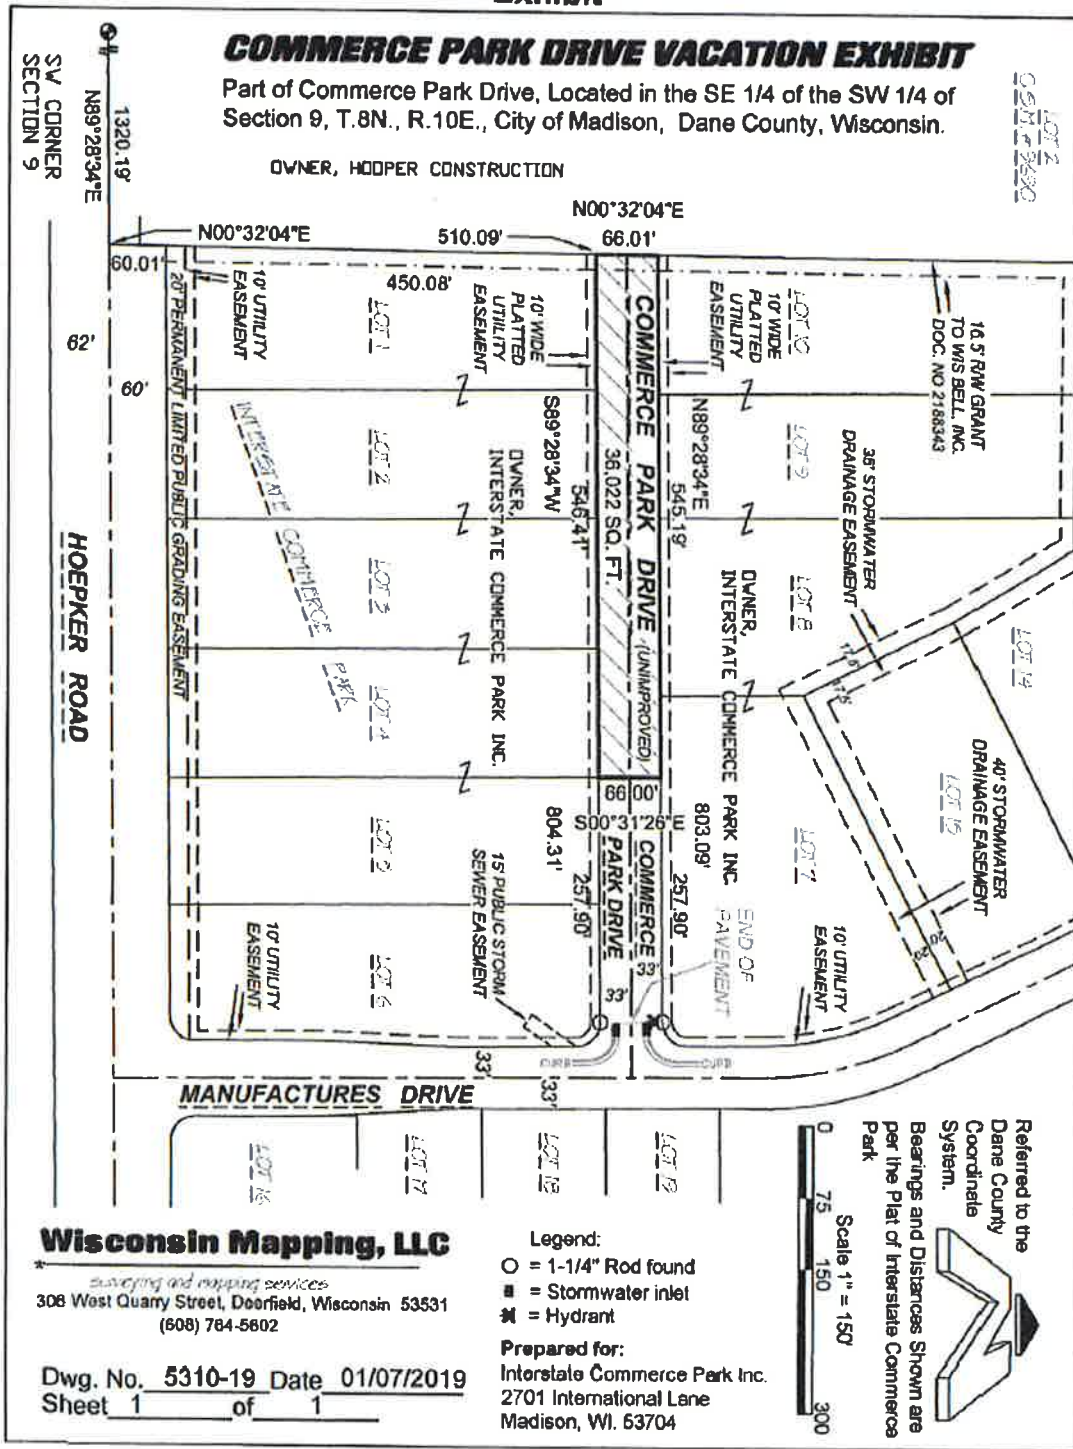 EXHIBIT
COMMERCE PARK DRIVE VACATION EXHIBIT
Part of Commerce Park Drive, Located in the SE 1/4 of the SW 1/4 of
Section 9, T.8N., R.10E., City of Madison, Dane County, Wisconsin.
OWNER, HOOPER CONSTRUCTION
LOT 2
SW CORNER
SECTION 9
1320.19'
N89°28'34"E
N00°32'04"E
510.09'
N00°32'04"E
66.01'
60.01'
450.08'
62'
60'
HOEPKER ROAD
20' PERMANENT LIMITED PUBLIC GRADING EASEMENT
10' UTILITY
EASEMENT
LOT 1
10' WIDE
PLATTED
UTILITY
EASEMENT
COMMERCE PARK DRIVE (UNIMPROVED)
36,022 SQ. FT.
10' WIDE
PLATTED
UTILITY
EASEMENT
LOT 10
16.5' R/W GRANT
TO WIS BELL, INC.
DOC. NO 2188343
INTERSTATE COMMERCE PARK
LOT 2
S89°28'34"W
546.41'
N89°28'34"E
545.19'
LOT 9
38' STORMWATER
DRAINAGE EASEMENT
OWNER,
INTERSTATE COMMERCE PARK INC.
LOT 3
OWNER,
INTERSTATE COMMERCE PARK INC
LOT 8
17.5'
17.5'
LOT 14
LOT 4
40' STORMWATER
DRAINAGE EASEMENT
LOT 15
66.00'
S00°31'26"E
804.31'
803.09'
LOT 7
COMMERCE
PARK DRIVE
257.90'
257.90'
15' PUBLIC STORM
SEWER EASEMENT
END OF
PAVEMENT
20'
20'
10' UTILITY
EASEMENT
LOT 6
10' UTILITY
EASEMENT
33'
33'
CURB
CURB
33'
33'
MANUFACTURES DRIVE
LOT 16
LOT 17
LOT 18
LOT 19
Referred to the
Dane County
Coordinate
System.
Bearings and Distances Shown are
per the Plat of Interstate Commerce
Park
Scale 1" = 150'
0 75 150 300
Wisconsin Mapping, LLC
surveying and mapping services
306 West Quarry Street, Deerfield, Wisconsin 53531
(608) 764-5602
Dwg. No. 5310-19 Date 01/07/2019
Sheet 1 of 1
Legend:
= 1-1/4" Rod found
= Stormwater inlet
= Hydrant
Prepared for:
Interstate Commerce Park Inc.
2701 International Lane
Madison, WI. 53704